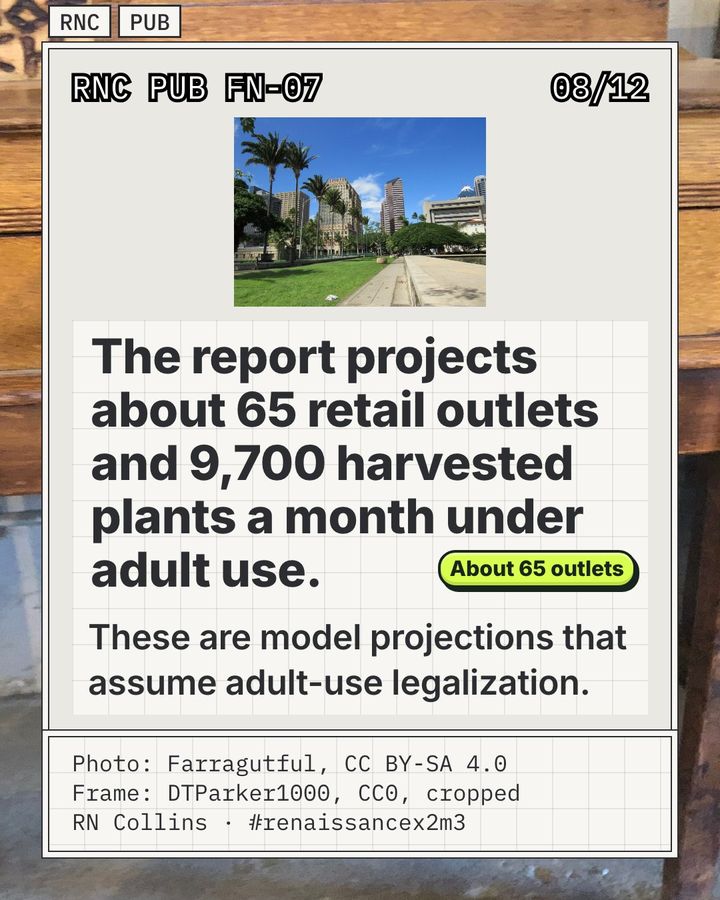 RNC PUB
RNC PUB FN-07 08/12
The report projects
about 65 retail outlets
and 9,700 harvested
plants a month under
adult use.
About 65 outlets
These are model projections that
assume adult-use legalization.
Photo: Farragutful, CC BY-SA 4.0
Frame: DTParker1000, CC0, cropped
RN Collins · #renaissancex2m3